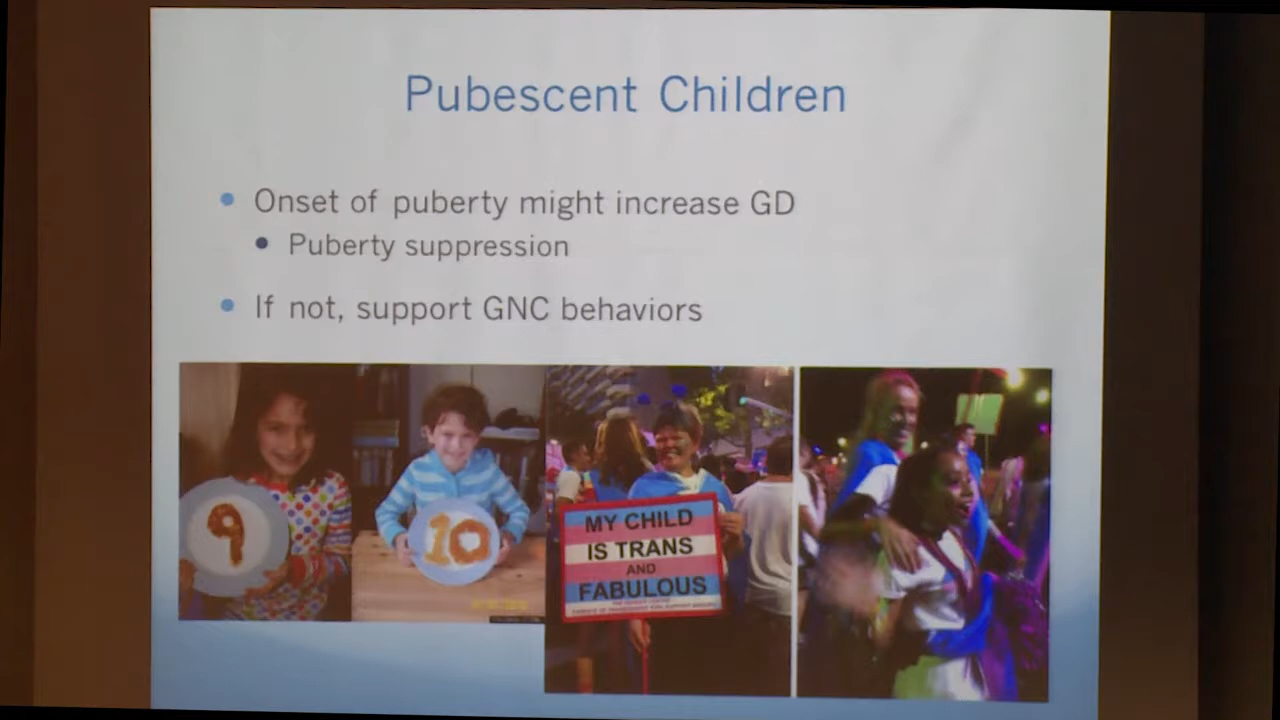 Pubescent Children
Onset of puberty might increase GD
Puberty suppression
If not, support GNC behaviors
9
10
MY CHILD
IS TRANS
AND
FABULOUS